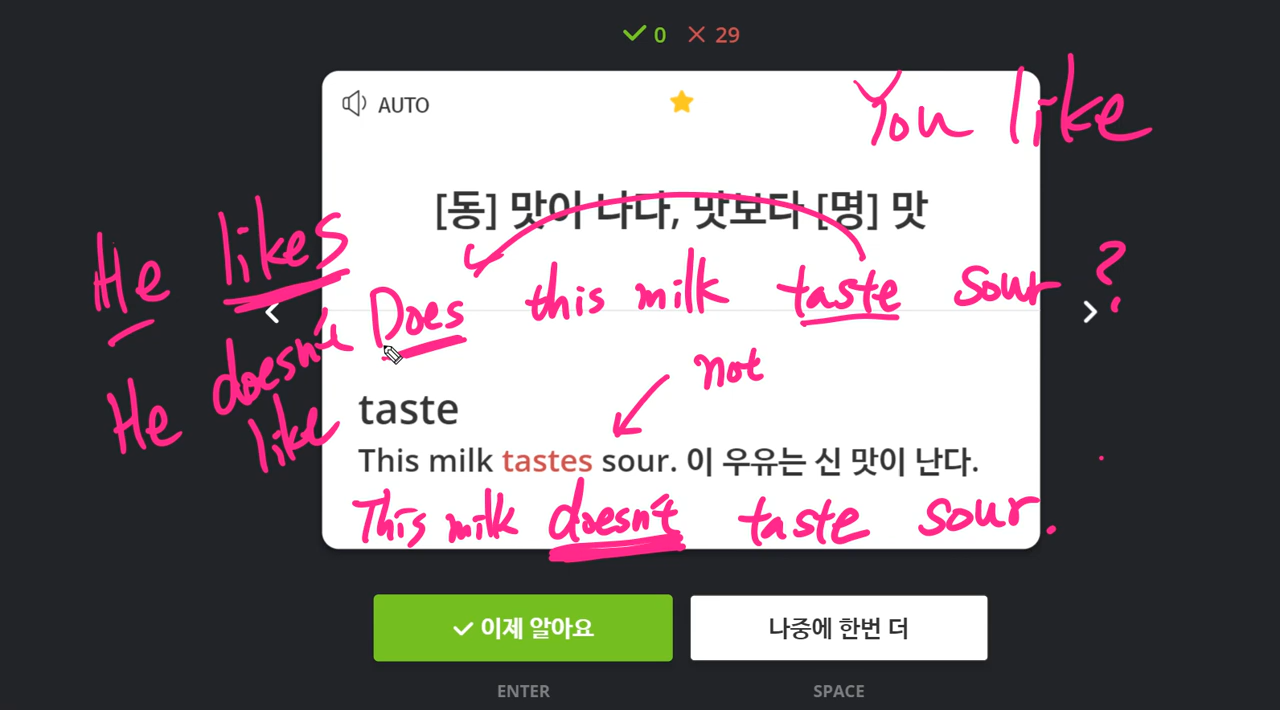 0 29
AUTO
You like
[동] 맛이 나다, 맛보다 [명] 맛
He likes
Does this milk taste sour ?
He doesn't like
not
taste
This milk tastes sour. 이 우유는 신 맛이 난다.
This milk doesn't taste sour.
이제 알아요
나중에 한번 더
ENTER
SPACE